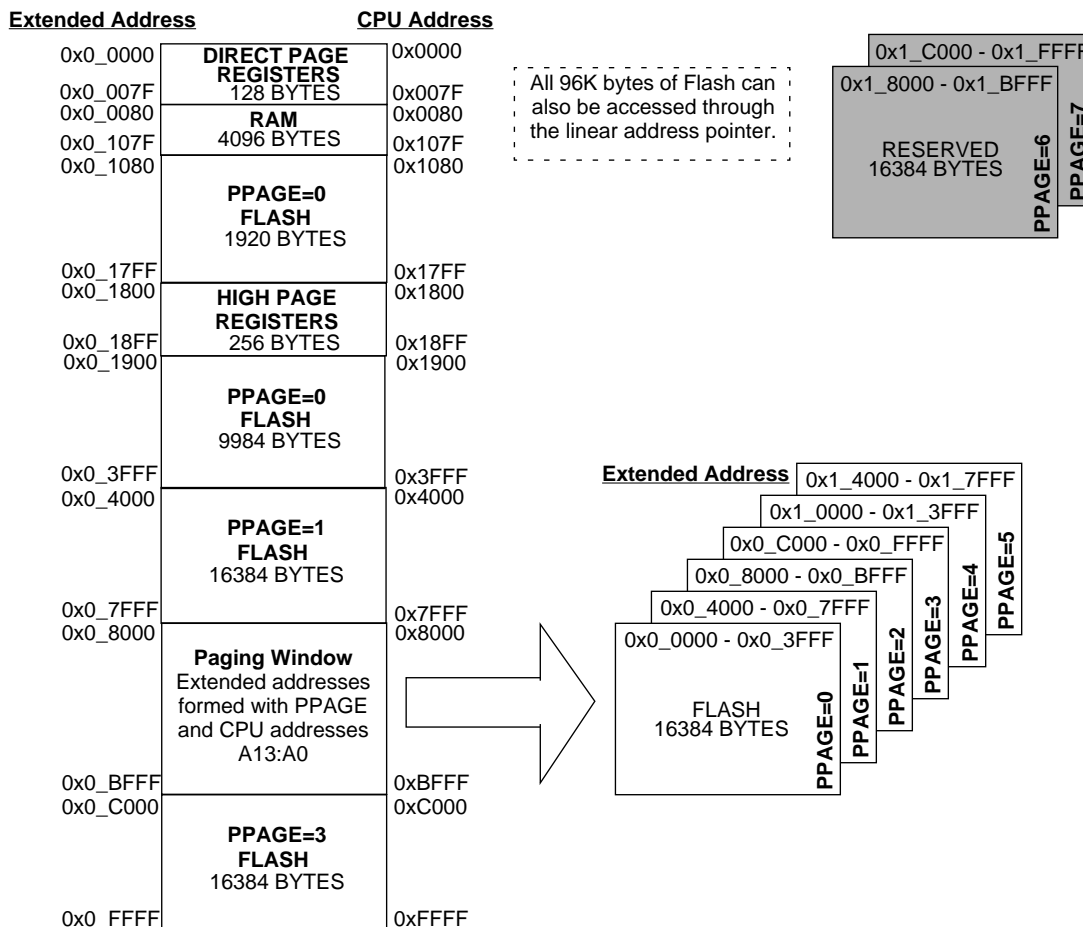 Extended Address
CPU Address
0x0_0000
0x0000
DIRECT PAGE
REGISTERS
128 BYTES
0x0_007F
0x007F
0x0_0080
0x0080
RAM
4096 BYTES
0x0_107F
0x107F
0x0_1080
0x1080
PPAGE=0
FLASH
1920 BYTES
0x0_17FF
0x17FF
0x0_1800
0x1800
HIGH PAGE
REGISTERS
256 BYTES
0x0_18FF
0x18FF
0x0_1900
0x1900
PPAGE=0
FLASH
9984 BYTES
0x0_3FFF
0x3FFF
0x0_4000
0x4000
PPAGE=1
FLASH
16384 BYTES
0x0_7FFF
0x7FFF
0x0_8000
0x8000
Paging Window
Extended addresses
formed with PPAGE
and CPU addresses
A13:A0
0x0_BFFF
0xBFFF
0x0_C000
0xC000
PPAGE=3
FLASH
16384 BYTES
0x0_FFFF
0xFFFF
All 96K bytes of Flash can
also be accessed through
the linear address pointer.
0x1_C000 - 0x1_FFFF
PPAGE=7
0x1_8000 - 0x1_BFFF
RESERVED
16384 BYTES
PPAGE=6
Extended Address
0x1_4000 - 0x1_7FFF
PPAGE=5
0x1_0000 - 0x1_3FFF
PPAGE=4
0x0_C000 - 0x0_FFFF
PPAGE=3
0x0_8000 - 0x0_BFFF
PPAGE=2
0x0_4000 - 0x0_7FFF
PPAGE=1
0x0_0000 - 0x0_3FFF
FLASH
16384 BYTES
PPAGE=0